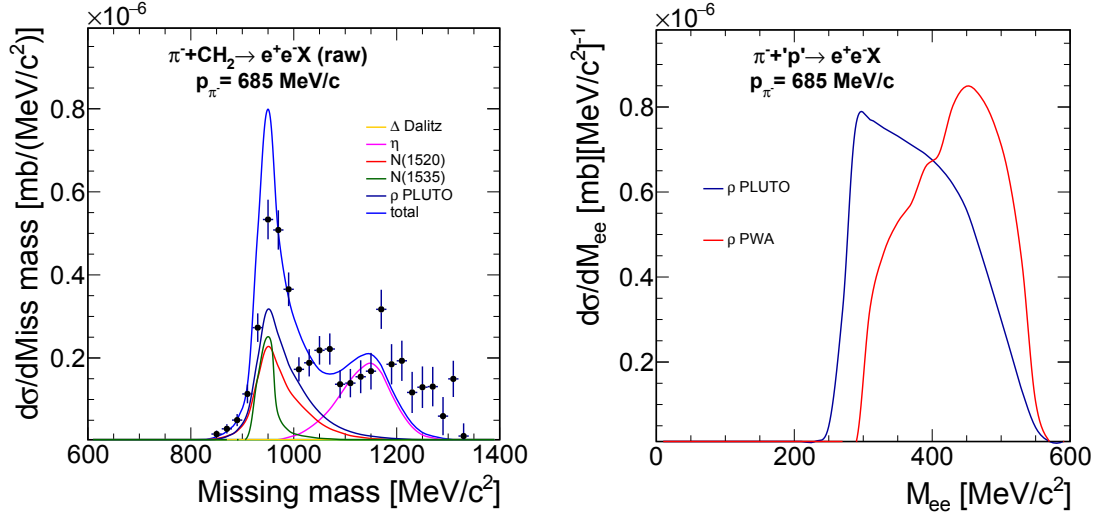 ×10⁻⁶
π⁻+CH₂→ e⁺e⁻X (raw)
p_π⁻= 685 MeV/c
Δ Dalitz
η
N(1520)
N(1535)
ρ PLUTO
total
dσ/dMiss mass [mb/(MeV/c²)]
0.8
0.6
0.4
0.2
600 800 1000 1200 1400
Missing mass [MeV/c²]
×10⁻⁶
π⁻+'p'→ e⁺e⁻X
p_π⁻= 685 MeV/c
ρ PLUTO
ρ PWA
dσ/dM_ee [mb][MeV/c²]⁻¹
0.8
0.6
0.4
0.2
0 200 400 600
M_ee [MeV/c²]